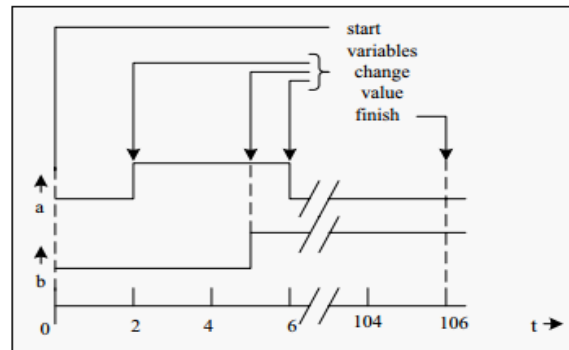 start
variables
change
value
finish
a
b
0 2 4 6 104 106 t